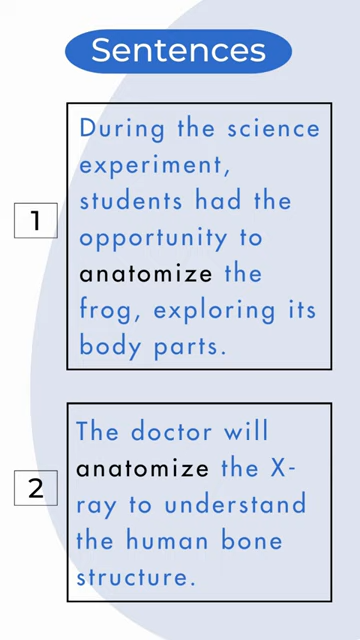 Sentences
1
During the science
experiment,
students had the
opportunity to
anatomize the
frog, exploring its
body parts.
2
The doctor will
anatomize the X-
ray to understand
the human bone
structure.